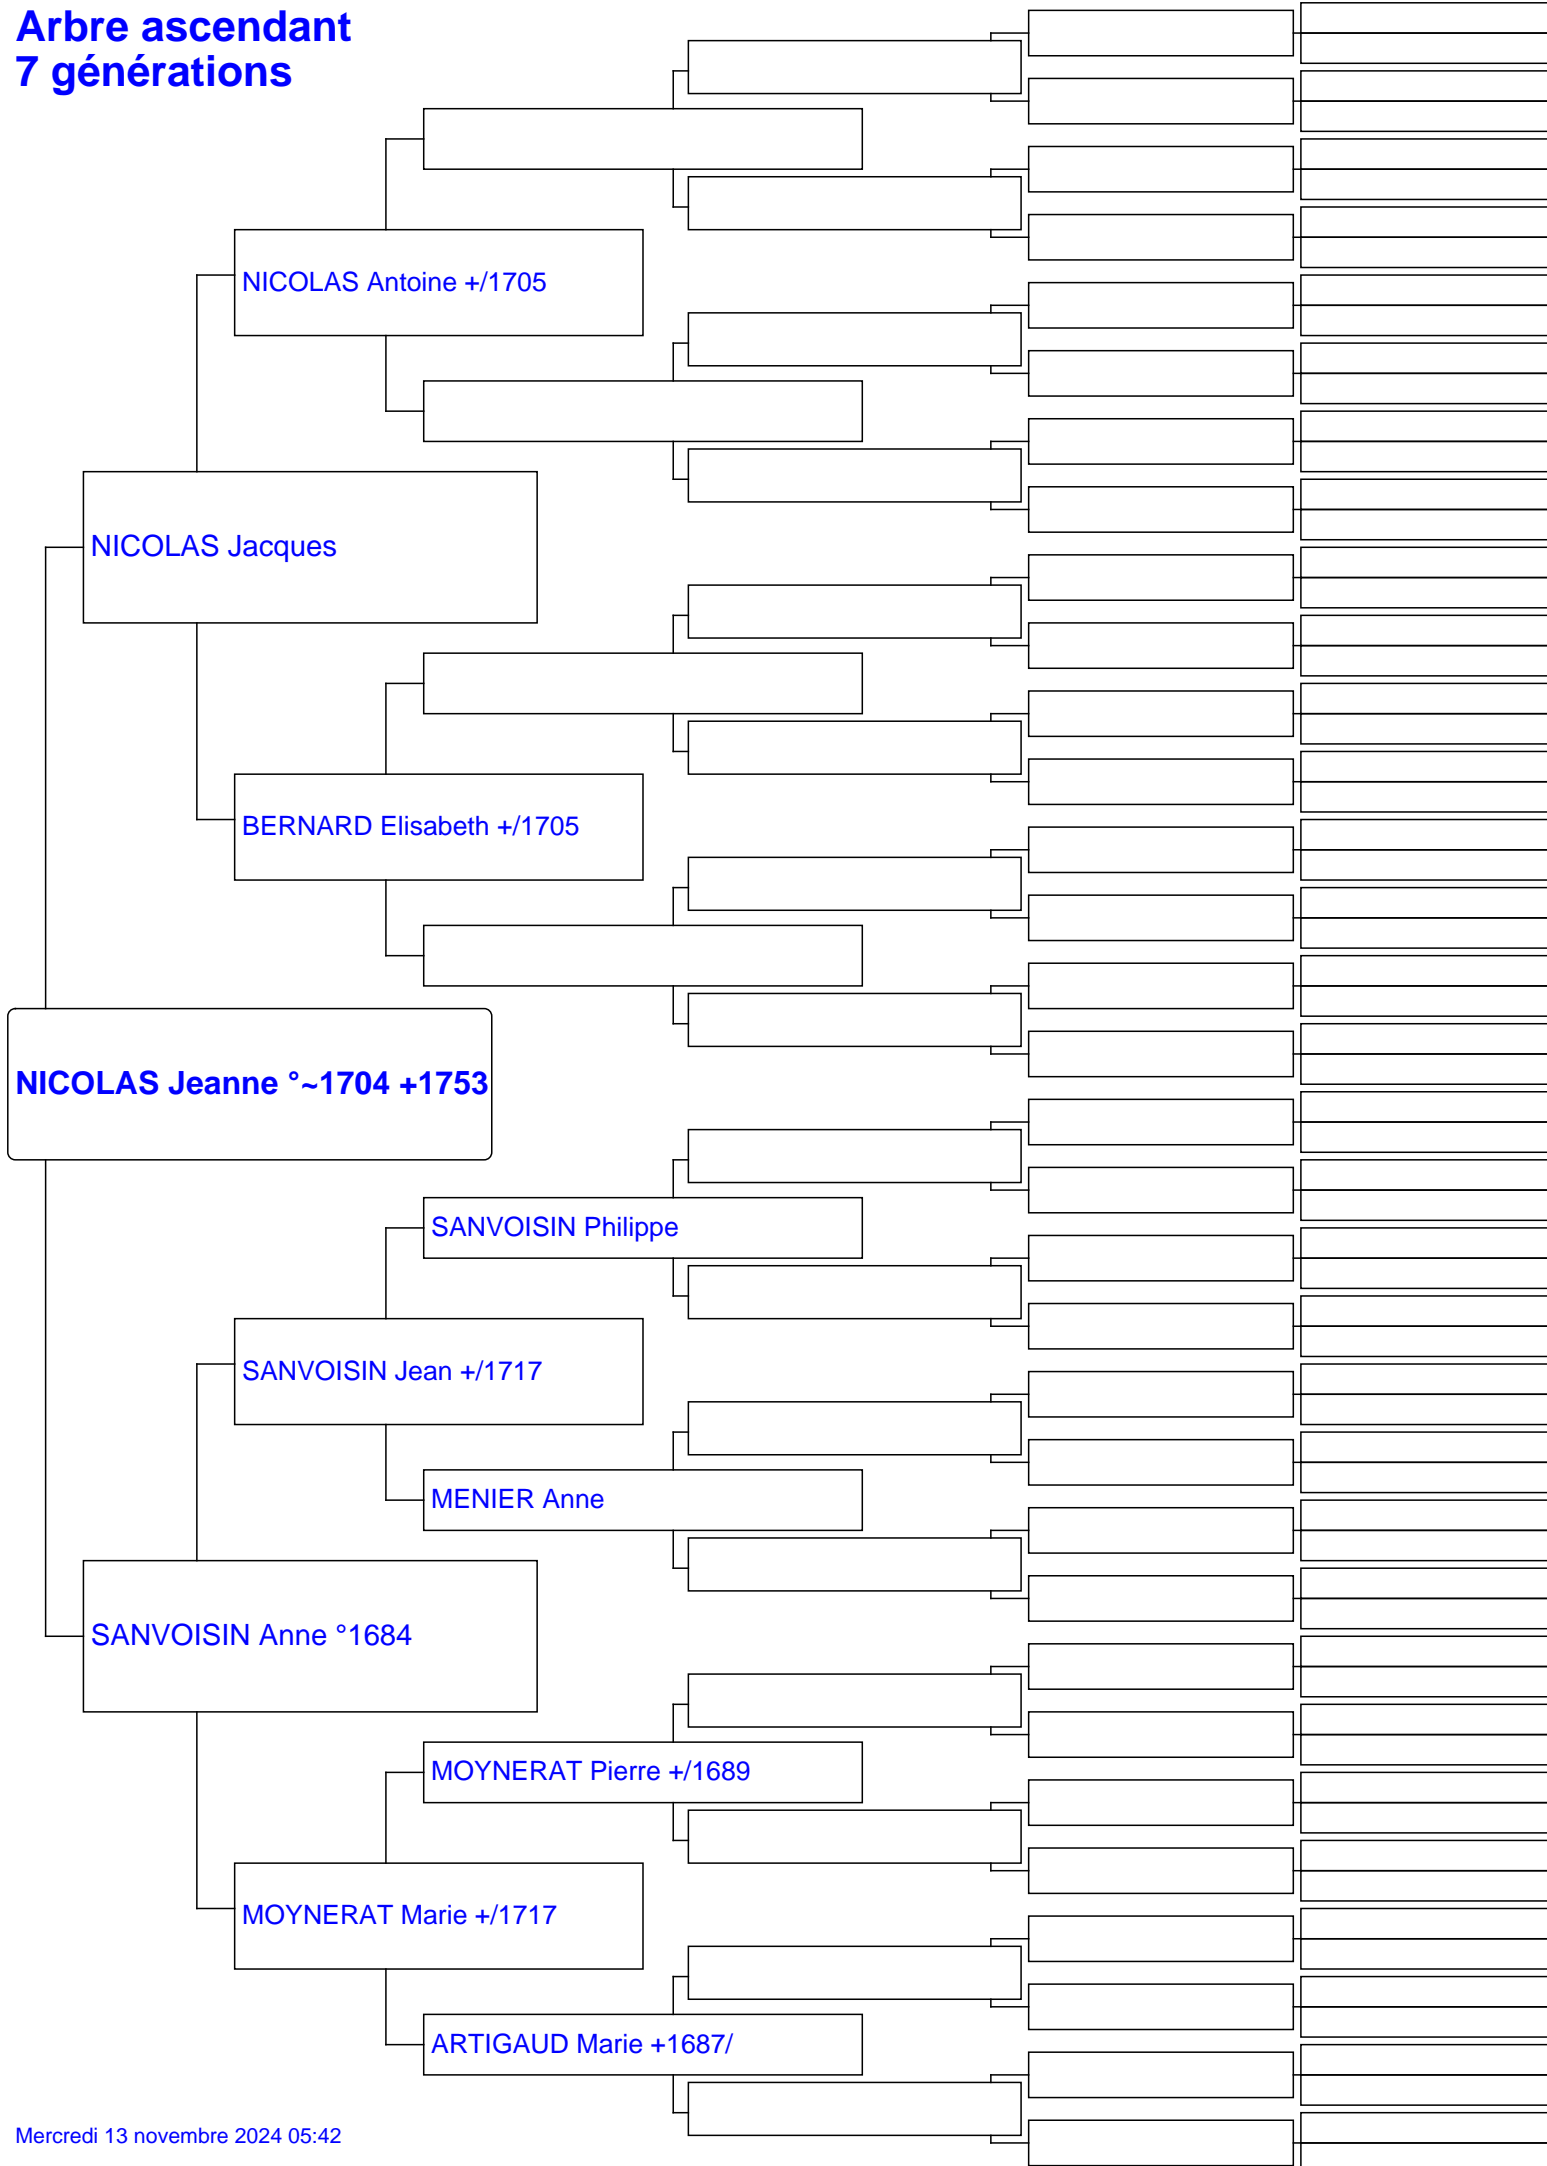 Arbre ascendant
7 générations
NICOLAS Antoine +/1705
NICOLAS Jacques
BERNARD Elisabeth +/1705
NICOLAS Jeanne °~1704 +1753
SANVOISIN Philippe
SANVOISIN Jean +/1717
MENIER Anne
SANVOISIN Anne °1684
MOYNERAT Pierre +/1689
MOYNERAT Marie +/1717
ARTIGAUD Marie +1687/
Mercredi 13 novembre 2024 05:42